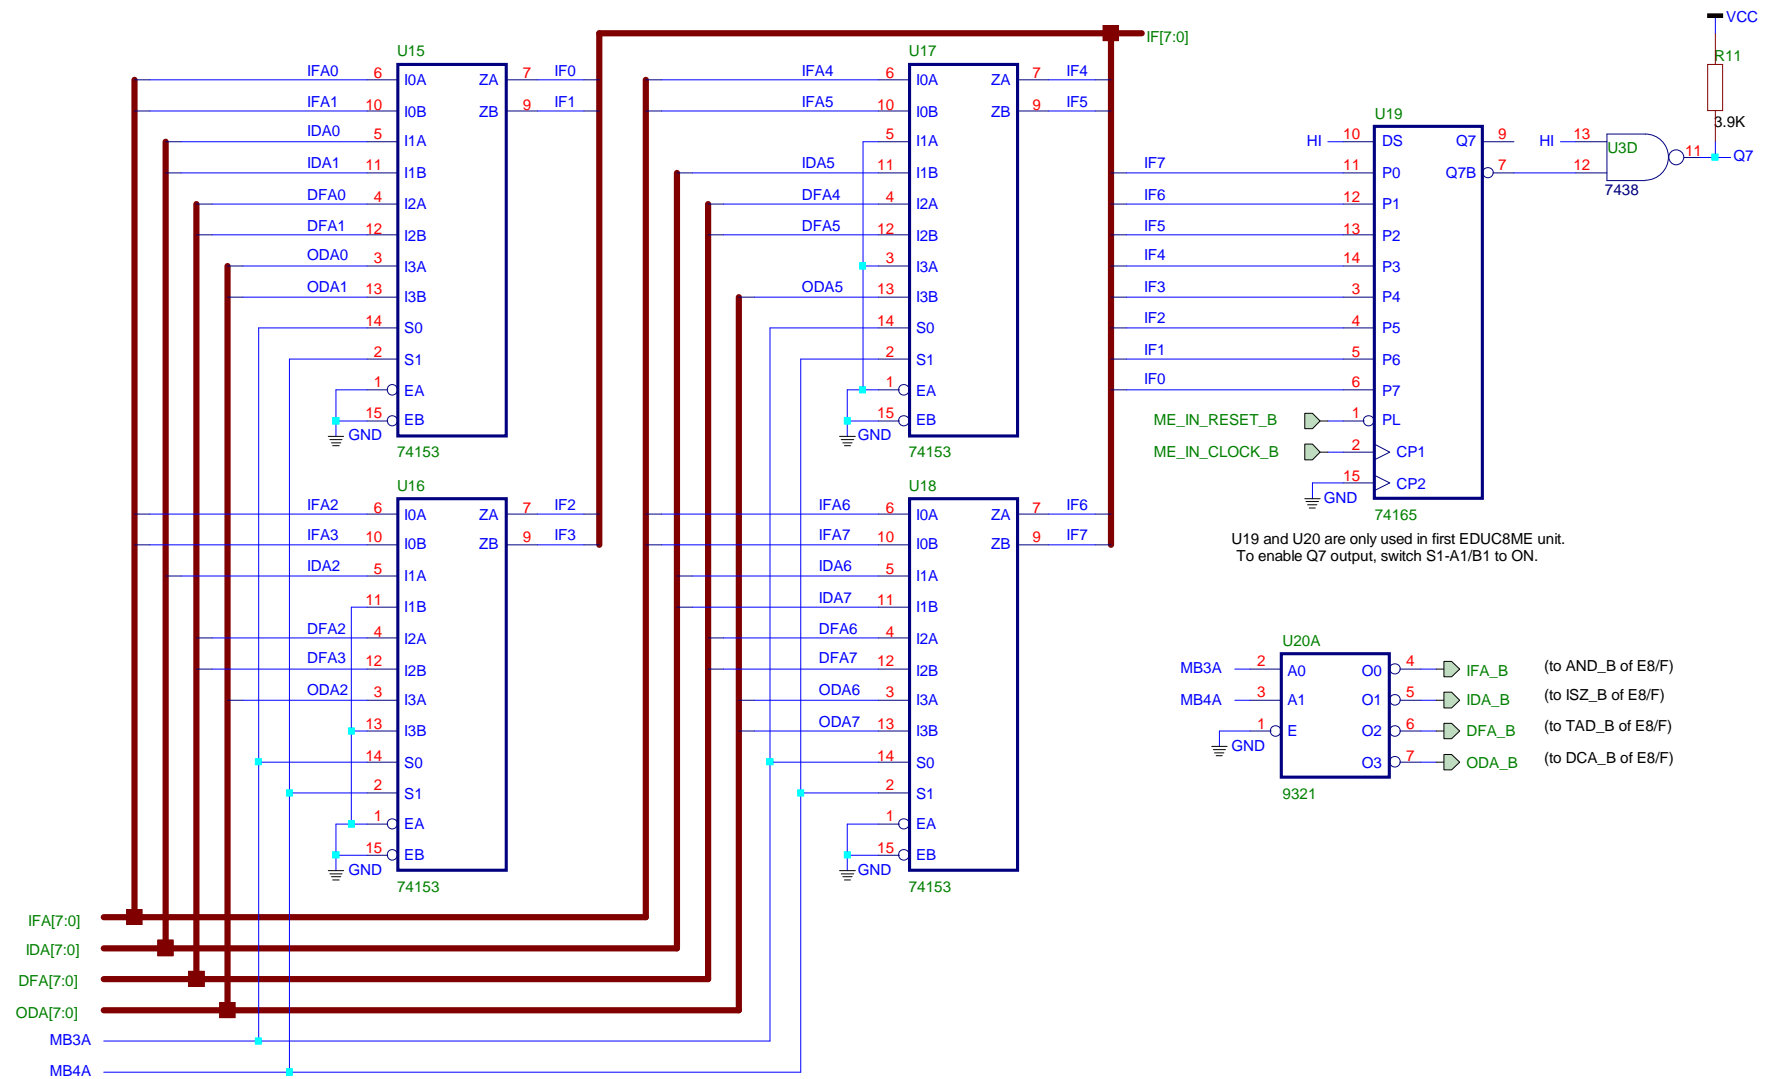 VCC
R11
3.9K
IF[7:0]
U15
IFA0 6 I0A ZA 7 IF0
IFA1 10 I0B ZB 9 IF1
IDA0 5 I1A
IDA1 11 I1B
DFA0 4 I2A
DFA1 12 I2B
ODA0 3 I3A
ODA1 13 I3B
14 S0
2 S1
1 EA
15 EB
GND
74153
U17
IFA4 6 I0A ZA 7 IF4
IFA5 10 I0B ZB 9 IF5
5 I1A
IDA5 11 I1B
DFA4 4 I2A
DFA5 12 I2B
3 I3A
ODA5 13 I3B
14 S0
2 S1
1 EA
15 EB
GND
74153
U19
HI 10 DS Q7 9
IF7 11 P0 Q7B 7
IF6 12 P1
IF5 13 P2
IF4 14 P3
IF3 3 P4
IF2 4 P5
IF1 5 P6
IF0 6 P7
ME_IN_RESET_B 1 PL
ME_IN_CLOCK_B 2 CP1
15 CP2
GND
74165
HI 13
U3D
12
11 Q7
7438
U16
IFA2 6 I0A ZA 7 IF2
IFA3 10 I0B ZB 9 IF3
IDA2 5 I1A
11 I1B
DFA2 4 I2A
DFA3 12 I2B
ODA2 3 I3A
13 I3B
14 S0
2 S1
1 EA
15 EB
GND
74153
U18
IFA6 6 I0A ZA 7 IF6
IFA7 10 I0B ZB 9 IF7
IDA6 5 I1A
IDA7 11 I1B
DFA6 4 I2A
DFA7 12 I2B
ODA6 3 I3A
ODA7 13 I3B
14 S0
2 S1
1 EA
15 EB
GND
74153
U19 and U20 are only used in first EDUC8ME unit.
To enable Q7 output, switch S1-A1/B1 to ON.
U20A
MB3A 2 A0 O0 4 IFA_B (to AND_B of E8/F)
MB4A 3 A1 O1 5 IDA_B (to ISZ_B of E8/F)
1 E O2 6 DFA_B (to TAD_B of E8/F)
GND
O3 7 ODA_B (to DCA_B of E8/F)
9321
IFA[7:0]
IDA[7:0]
DFA[7:0]
ODA[7:0]
MB3A
MB4A